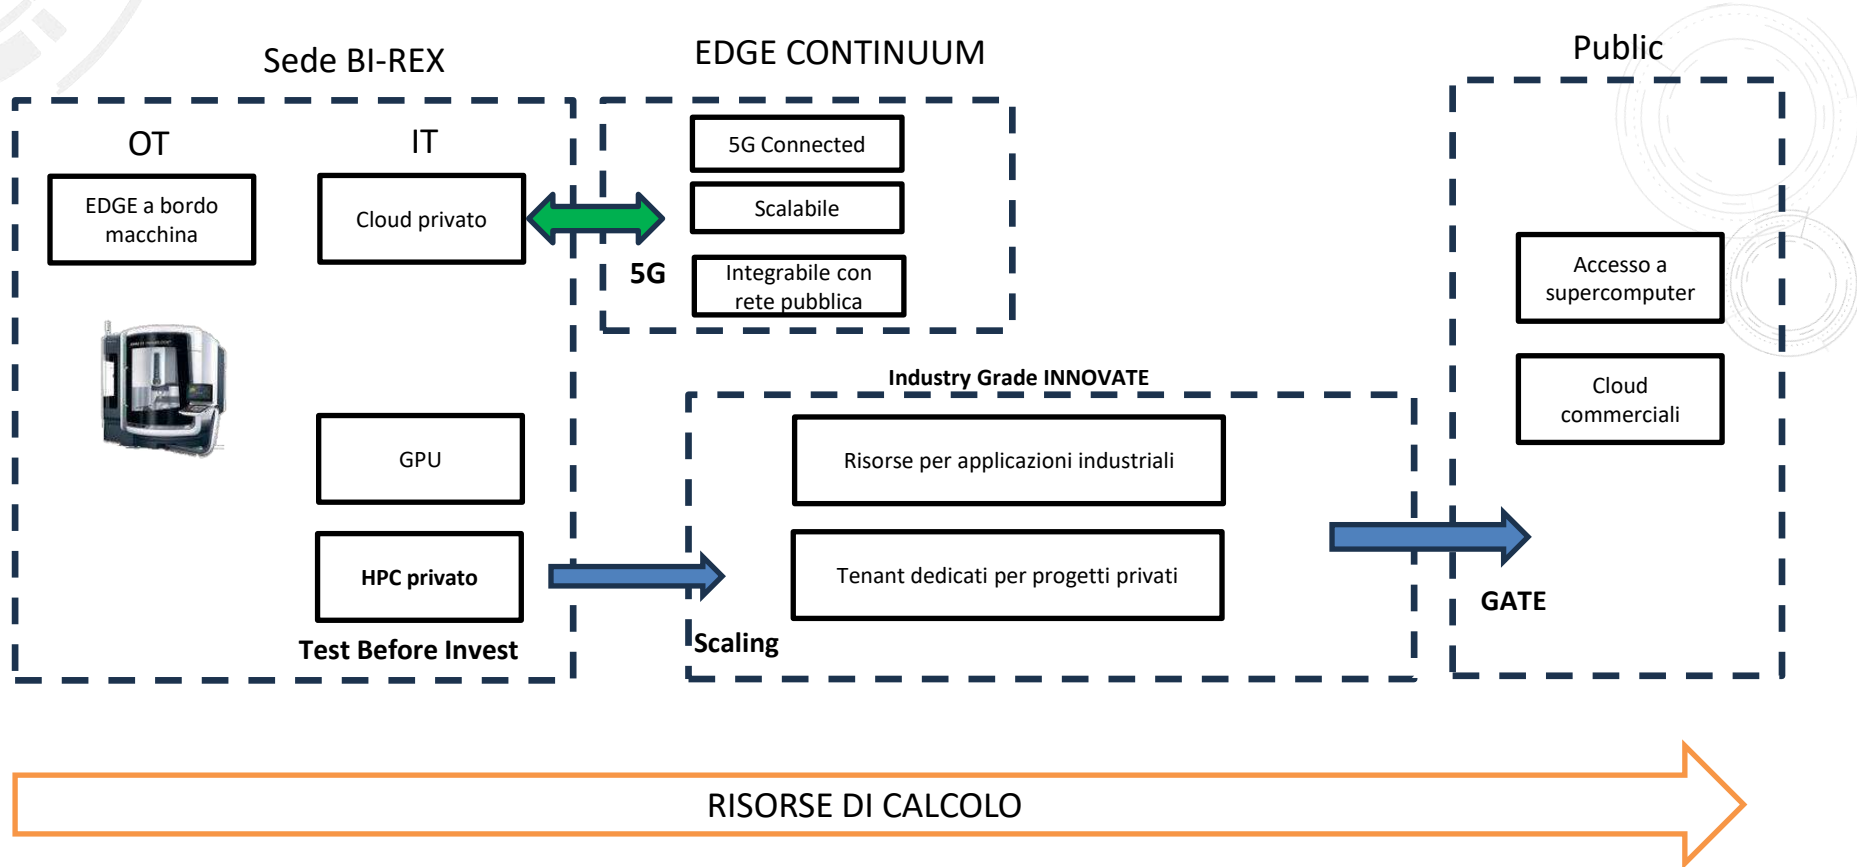 Sede BI-REX
EDGE CONTINUUM
Public
OT
IT
EDGE a bordo
macchina
Cloud privato
5G Connected
Scalabile
5G
Integrabile con
rete pubblica
Accesso a
supercomputer
Cloud
commerciali
Industry Grade INNOVATE
GPU
Risorse per applicazioni industriali
HPC privato
Tenant dedicati per progetti privati
Test Before Invest
Scaling
GATE
RISORSE DI CALCOLO